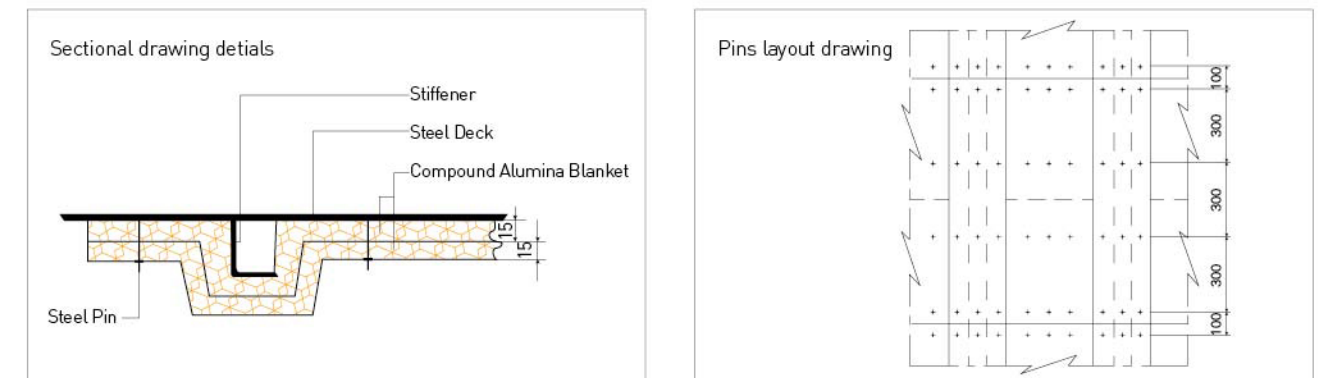 Sectional drawing detials
Stiffener
Steel Deck
Compound Alumina Blanket
15
15
Steel Pin
Pins layout drawing
100
300
300
300
100